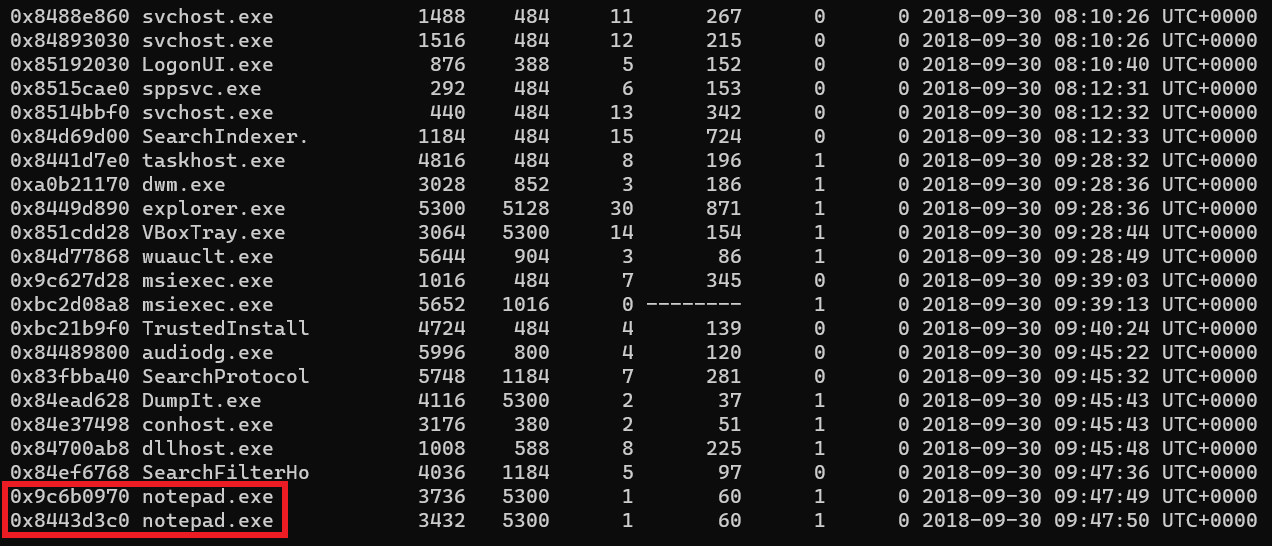 0x8488e860 svchost.exe 1488 484 11 267 0 0 2018-09-30 08:10:26 UTC+0000
0x84893030 svchost.exe 1516 484 12 215 0 0 2018-09-30 08:10:26 UTC+0000
0x85192030 LogonUI.exe 876 388 5 152 0 0 2018-09-30 08:10:40 UTC+0000
0x8515cae0 sppsvc.exe 292 484 6 153 0 0 2018-09-30 08:12:31 UTC+0000
0x8514bbf0 svchost.exe 440 484 13 342 0 0 2018-09-30 08:12:32 UTC+0000
0x84d69d00 SearchIndexer. 1184 484 15 724 0 0 2018-09-30 08:12:33 UTC+0000
0x8441d7e0 taskhost.exe 4816 484 8 196 1 0 2018-09-30 09:28:32 UTC+0000
0xa0b21170 dwm.exe 3028 852 3 186 1 0 2018-09-30 09:28:36 UTC+0000
0x8449d890 explorer.exe 5300 5128 30 871 1 0 2018-09-30 09:28:36 UTC+0000
0x851cdd28 VBoxTray.exe 3064 5300 14 154 1 0 2018-09-30 09:28:44 UTC+0000
0x84d77868 wuauclt.exe 5644 904 3 86 1 0 2018-09-30 09:28:49 UTC+0000
0x9c627d28 msiexec.exe 1016 484 7 345 0 0 2018-09-30 09:39:03 UTC+0000
0xbc2d08a8 msiexec.exe 5652 1016 0 -------- 1 0 2018-09-30 09:39:13 UTC+0000
0xbc21b9f0 TrustedInstall 4724 484 4 139 0 0 2018-09-30 09:40:24 UTC+0000
0x84489800 audiodg.exe 5996 800 4 120 0 0 2018-09-30 09:45:22 UTC+0000
0x83fbba40 SearchProtocol 5748 1184 7 281 0 0 2018-09-30 09:45:32 UTC+0000
0x84ead628 DumpIt.exe 4116 5300 2 37 1 0 2018-09-30 09:45:43 UTC+0000
0x84e37498 conhost.exe 3176 380 2 51 1 0 2018-09-30 09:45:43 UTC+0000
0x84700ab8 dllhost.exe 1008 588 8 225 1 0 2018-09-30 09:45:48 UTC+0000
0x84ef6768 SearchFilterHo 4036 1184 5 97 0 0 2018-09-30 09:47:36 UTC+0000
0x9c6b0970 notepad.exe 3736 5300 1 60 1 0 2018-09-30 09:47:49 UTC+0000
0x8443d3c0 notepad.exe 3432 5300 1 60 1 0 2018-09-30 09:47:50 UTC+0000